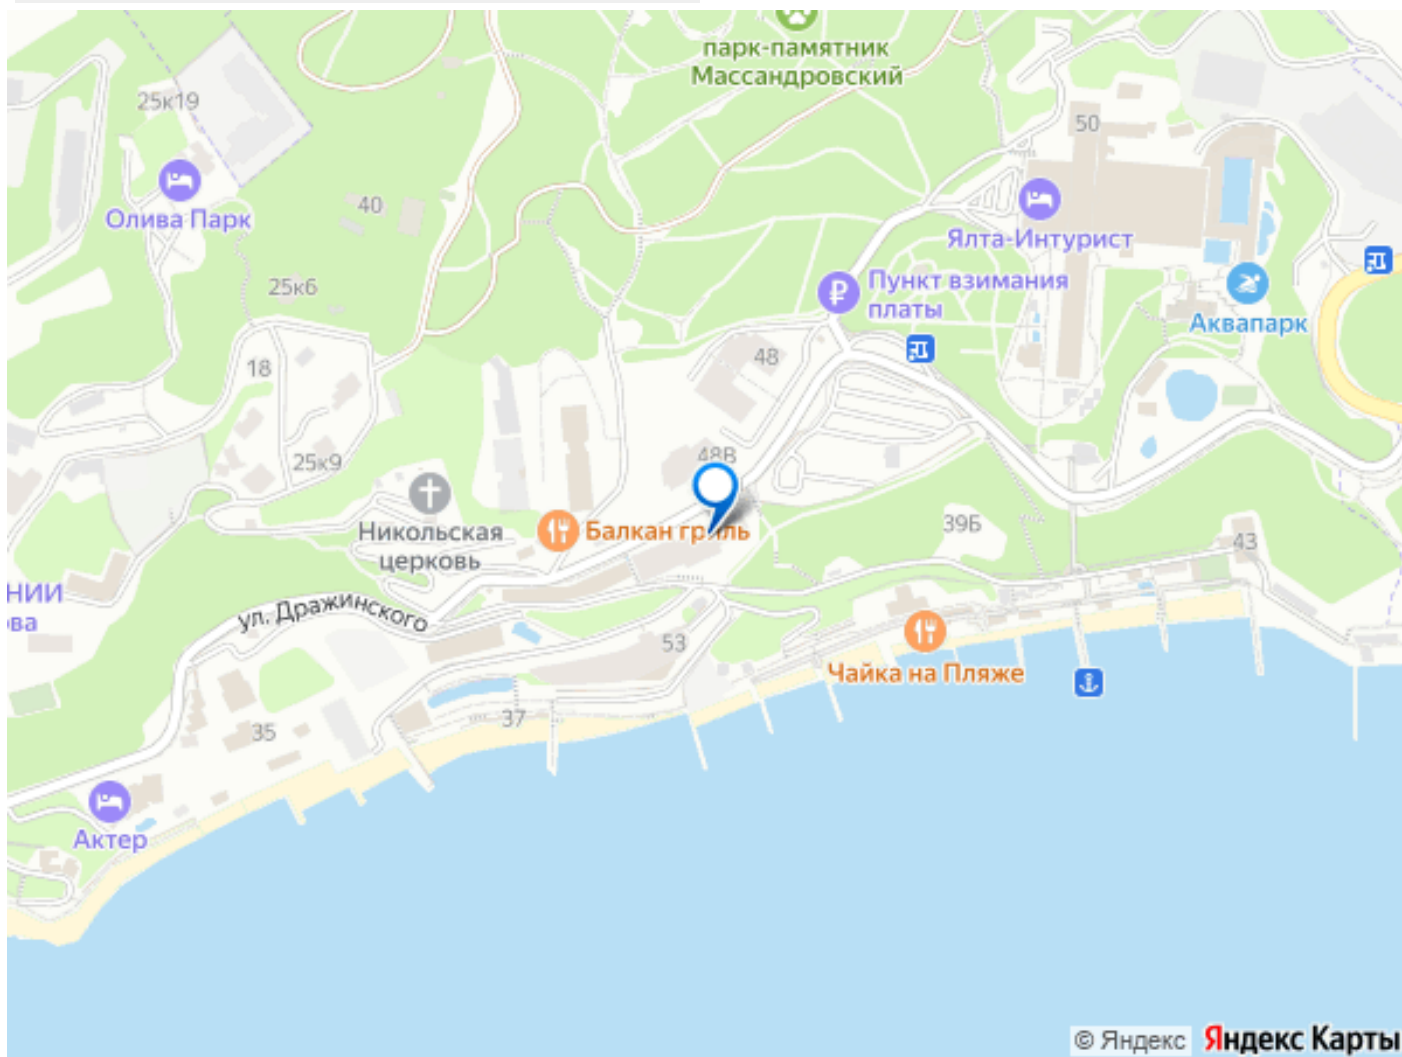 парк-памятник
Массандровский
25к19
50
Олива Парк
40
Ялта-Интурист
25к6
Пункт взимания
платы
Аквапарк
48
18
48В
25к9
Никольская
церковь
Балкан гриль
39Б
43
НИИ
ва
ул. Дражинского
53
Чайка на Пляже
37
35
Актер
© Яндекс Яндекс Карты